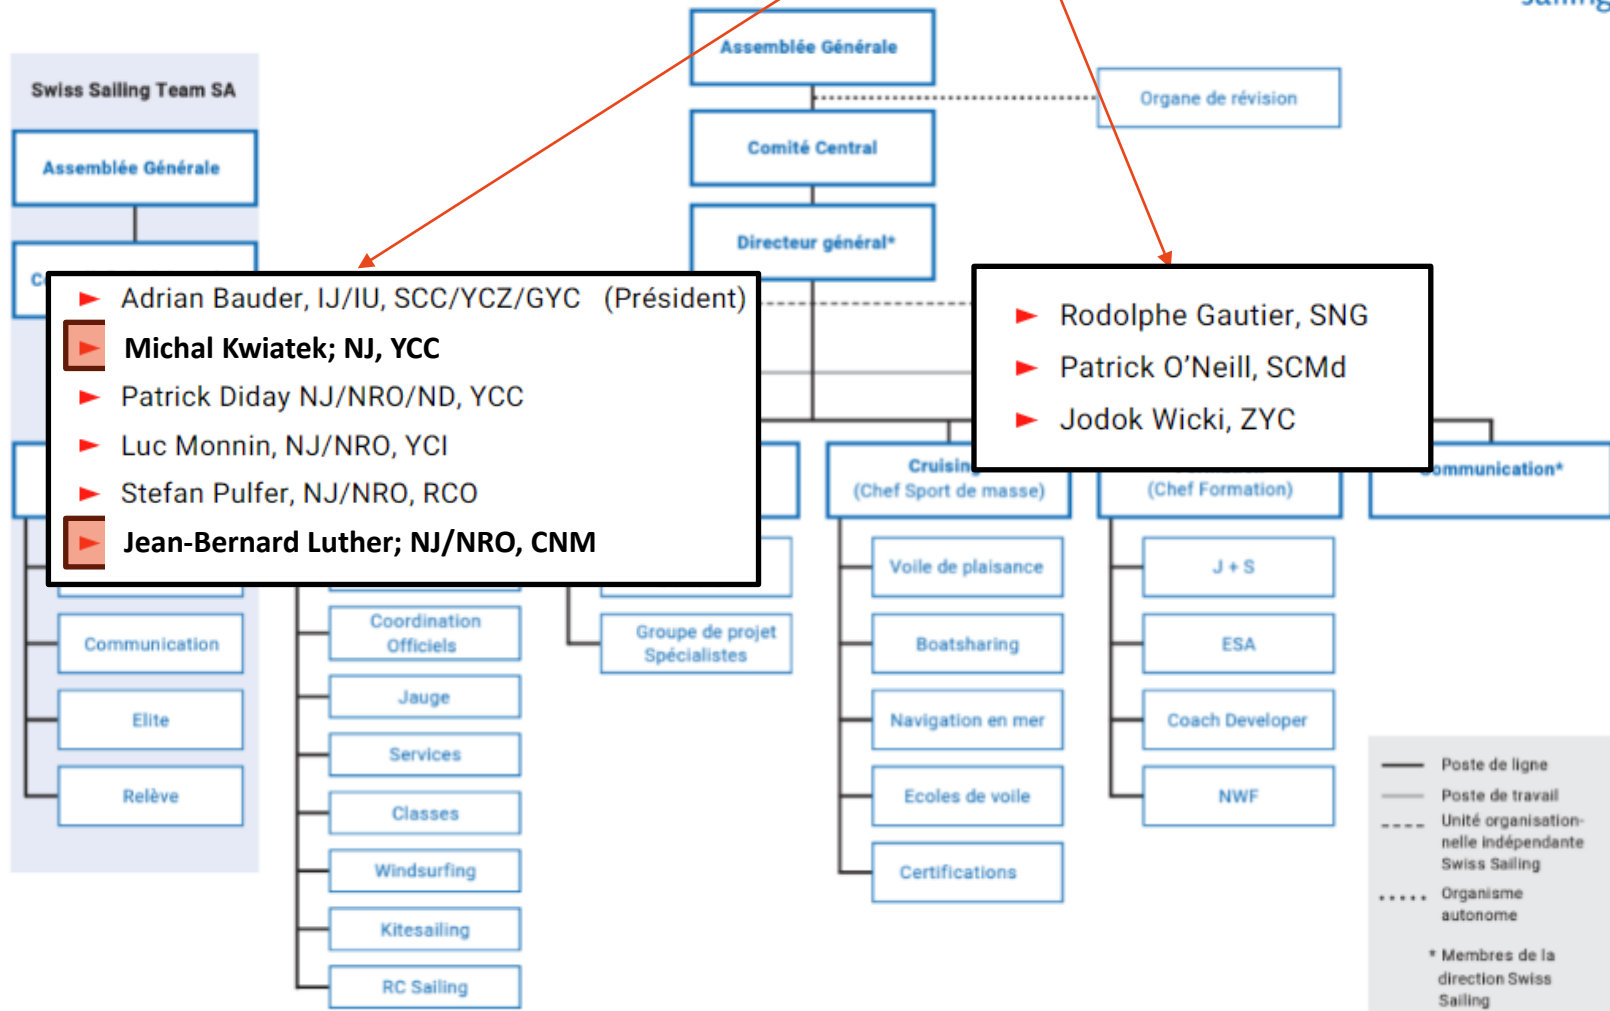 sailing
Assemblée Générale
Swiss Sailing Team SA
Organe de révision
Comité Central
Assemblée Générale
Directeur général*
Adrian Bauder, IJ/IU, SCC/YCZ/GYC (Président)
Michal Kwiatek; NJ, YCC
Patrick Diday NJ/NRO/ND, YCC
Luc Monnin, NJ/NRO, YCI
Stefan Pulfer, NJ/NRO, RCO
Jean-Bernard Luther; NJ/NRO, CNM
Rodolphe Gautier, SNG
Patrick O'Neill, SCMd
Jodok Wicki, ZYC
Cruising
(Chef Sport de masse)
(Chef Formation)
Communication*
Voile de plaisance
J + S
Communication
Coordination
Officiels
Groupe de projet
Spécialistes
Boatsharing
ESA
Elite
Jauge
Navigation en mer
Coach Developer
Services
Relève
Classes
Ecoles de voile
NWF
Windsurfing
Certifications
Kitesailing
RC Sailing
Poste de ligne
Poste de travail
Unité organisation-
nelle indépendante
Swiss Sailing
Organisme
autonome
* Membres de la
direction Swiss
Sailing